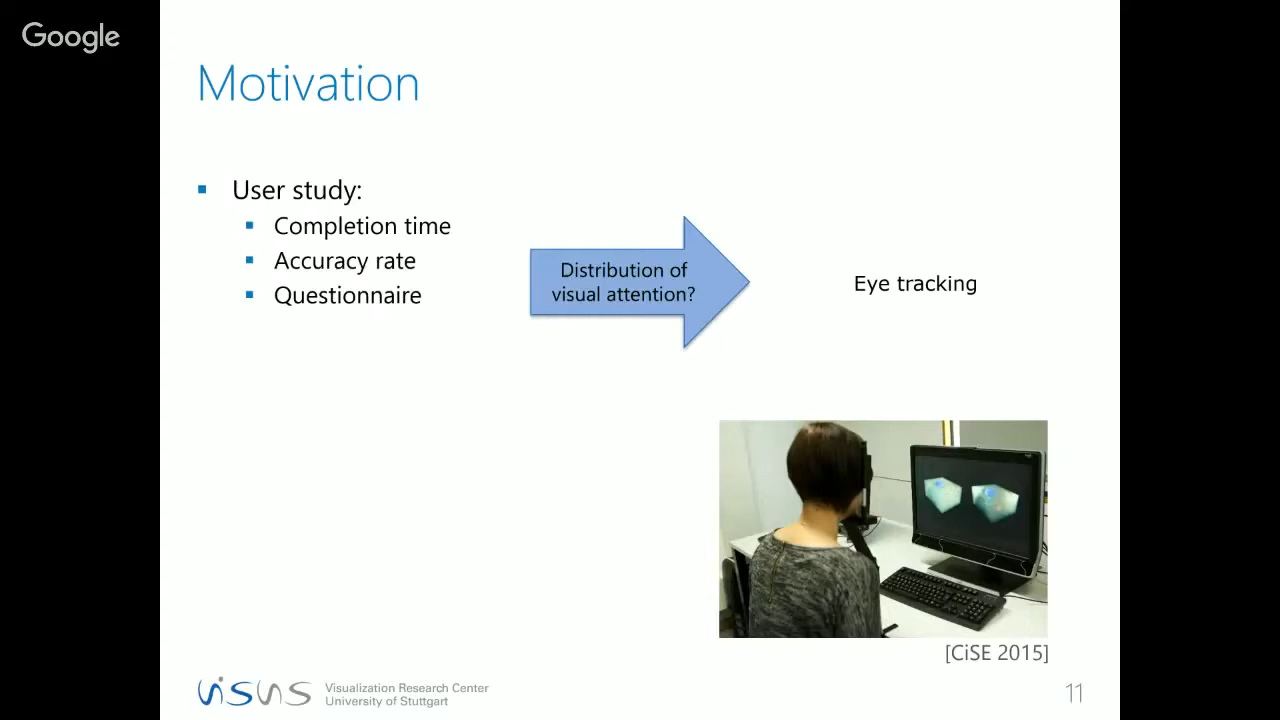 Google
Motivation
User study:
Completion time
Accuracy rate
Questionnaire
Distribution of
visual attention?
Eye tracking
[CiSE 2015]
VISUS
Visualization Research Center
University of Stuttgart
11